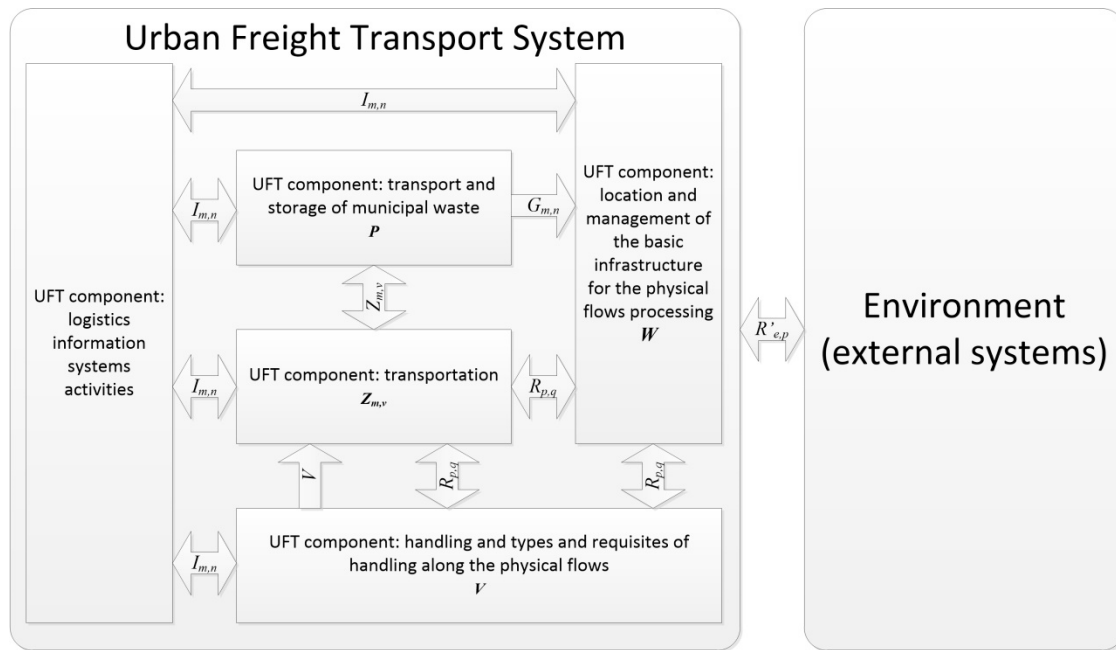 Urban Freight Transport System
I_{m,n}
UFT component: transport and
storage of municipal waste
P
I_{m,n}
G_{m,n}
UFT component:
location and
management of
the basic
infrastructure
for the physical
flows processing
W
UFT component:
logistics
information
systems
activities
Z_{m,v}
UFT component: transportation
Z_{m,v}
I_{m,n}
R_{p,q}
V
R_{p,q}
R_{p,q}
UFT component: handling and types and requisites of
handling along the physical flows
V
I_{m,n}
R'_{e,p}
Environment
(external systems)